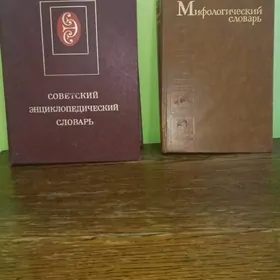 СОВЕТСКИЙ
ЭНЦИКЛОПЕДИЧЕСКИЙ
СЛОВАРЬ
Мифологический
словарь